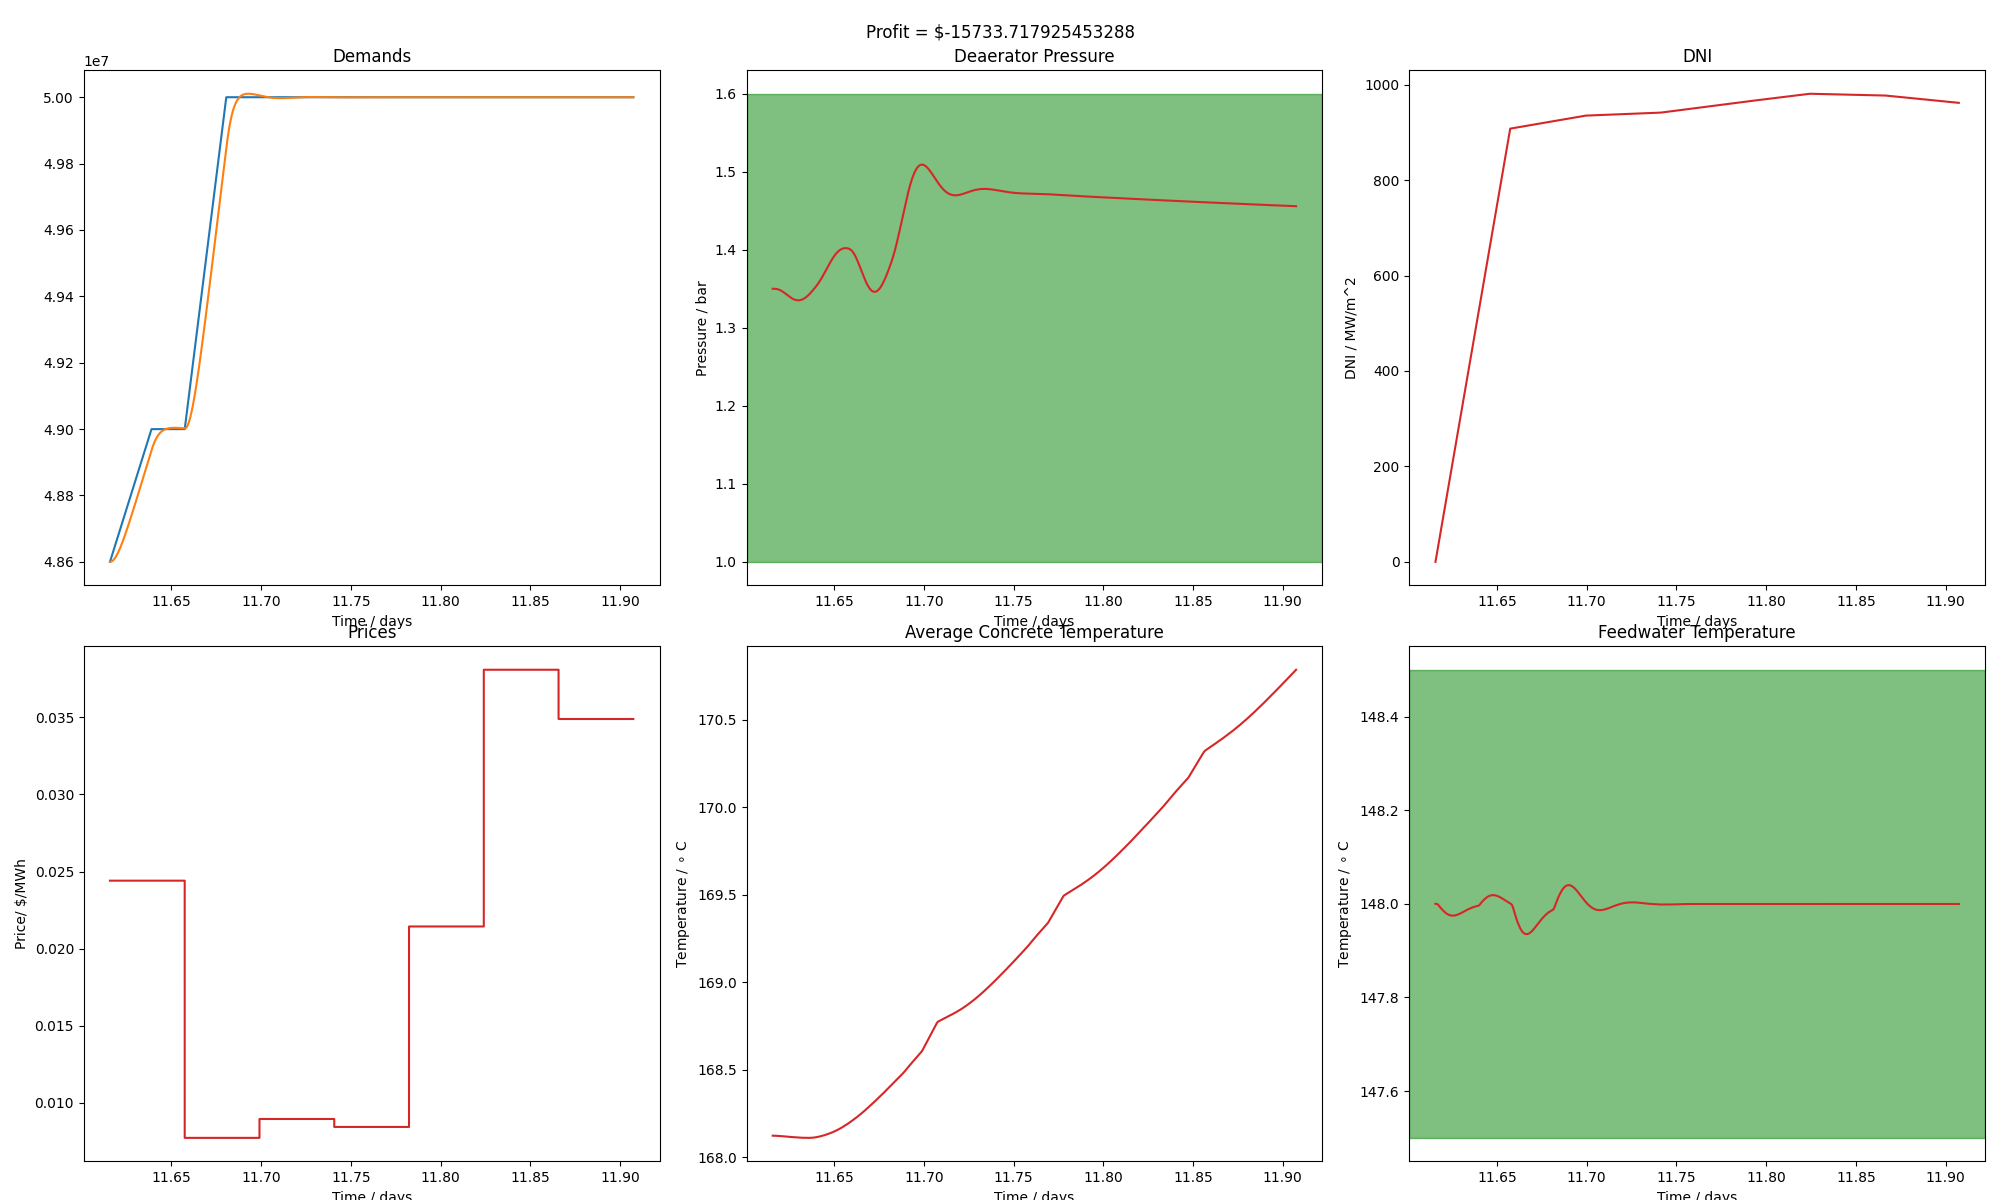 Profit = $-15733.717925453288
Demands
1e7
5.00
4.98
4.96
4.94
4.92
4.90
4.88
4.86
11.65 11.70 11.75 11.80 11.85 11.90
Time / days
Deaerator Pressure
Pressure / bar
1.6
1.5
1.4
1.3
1.2
1.1
1.0
11.65 11.70 11.75 11.80 11.85 11.90
Time / days
DNI
DNI / MW/m^2
1000
800
600
400
200
0
11.65 11.70 11.75 11.80 11.85 11.90
Time / days
Prices
Price/ $/MWh
0.035
0.030
0.025
0.020
0.015
0.010
11.65 11.70 11.75 11.80 11.85 11.90
Time / days
Average Concrete Temperature
Temperature / ∘ C
170.5
170.0
169.5
169.0
168.5
168.0
11.65 11.70 11.75 11.80 11.85 11.90
Time / days
Feedwater Temperature
Temperature / ∘ C
148.4
148.2
148.0
147.8
147.6
11.65 11.70 11.75 11.80 11.85 11.90
Time / days